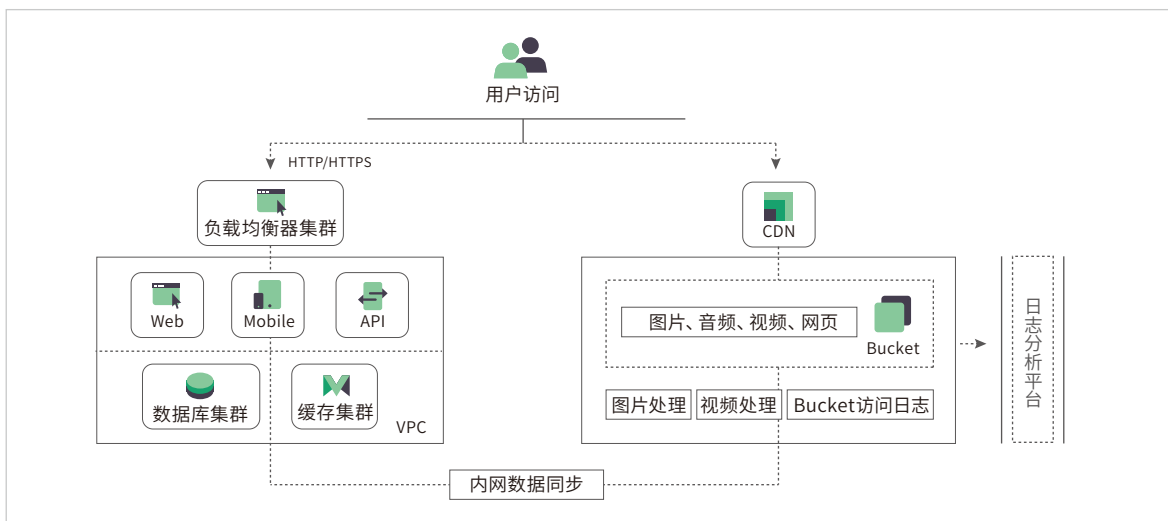 用户访问
HTTP/HTTPS
负载均衡器集群
CDN
Web
Mobile
API
图片、音频、视频、网页
Bucket
数据库集群
缓存集群
VPC
图片处理
视频处理
Bucket访问日志
日志分析平台
内网数据同步